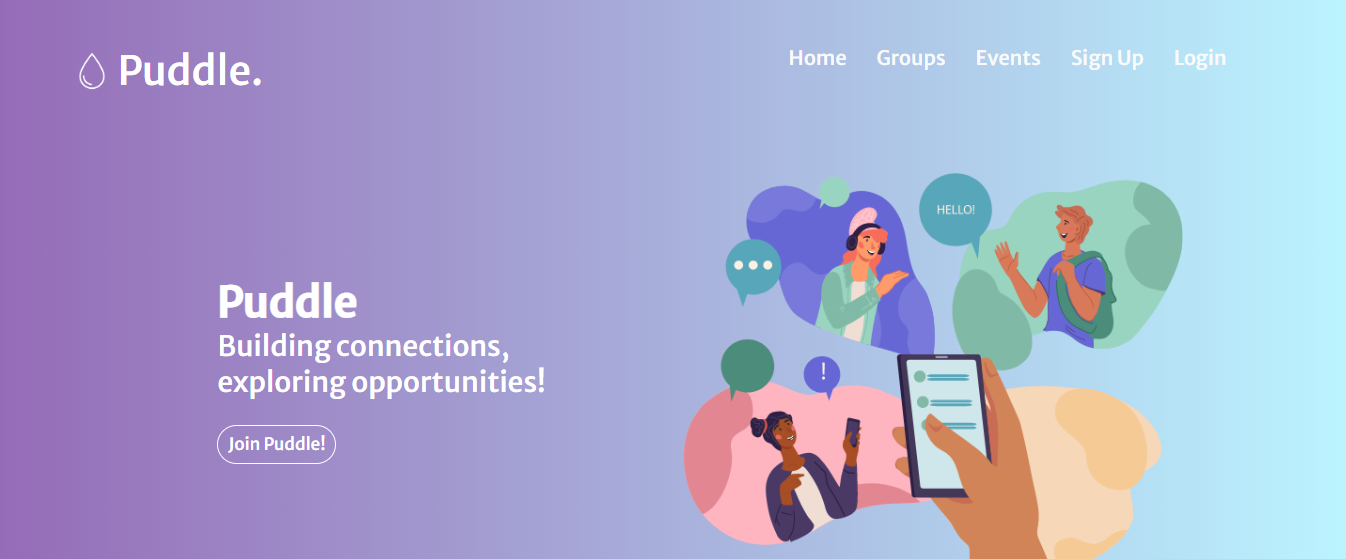 Puddle.
Home Groups Events Sign Up Login
HELLO!
Puddle
Building connections,
exploring opportunities!
!
Join Puddle!